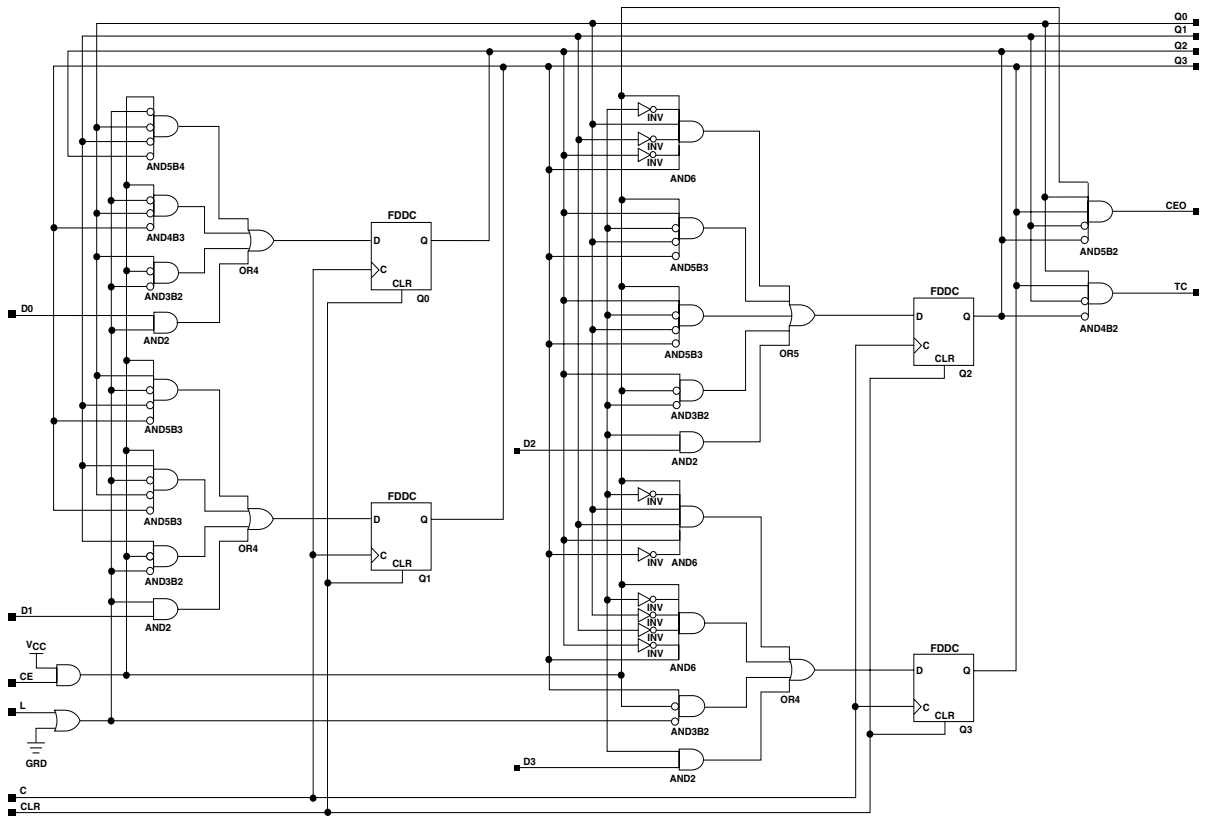 Q0
Q1
Q2
Q3
AND5B4
AND4B3
AND3B2
AND2
OR4
D0
FDDC
D
Q
C
CLR
Q0
AND5B3
AND5B3
AND3B2
AND2
OR4
D1
FDDC
D
Q
C
CLR
Q1
VCC
CE
L
GRD
C
CLR
INV
INV
INV
AND6
AND5B3
AND5B3
AND3B2
AND2
OR5
D2
FDDC
D
Q
C
CLR
Q2
INV
INV
AND6
INV
INV
INV
INV
AND6
AND3B2
AND2
OR4
D3
FDDC
D
Q
C
CLR
Q3
CEO
AND5B2
TC
AND4B2